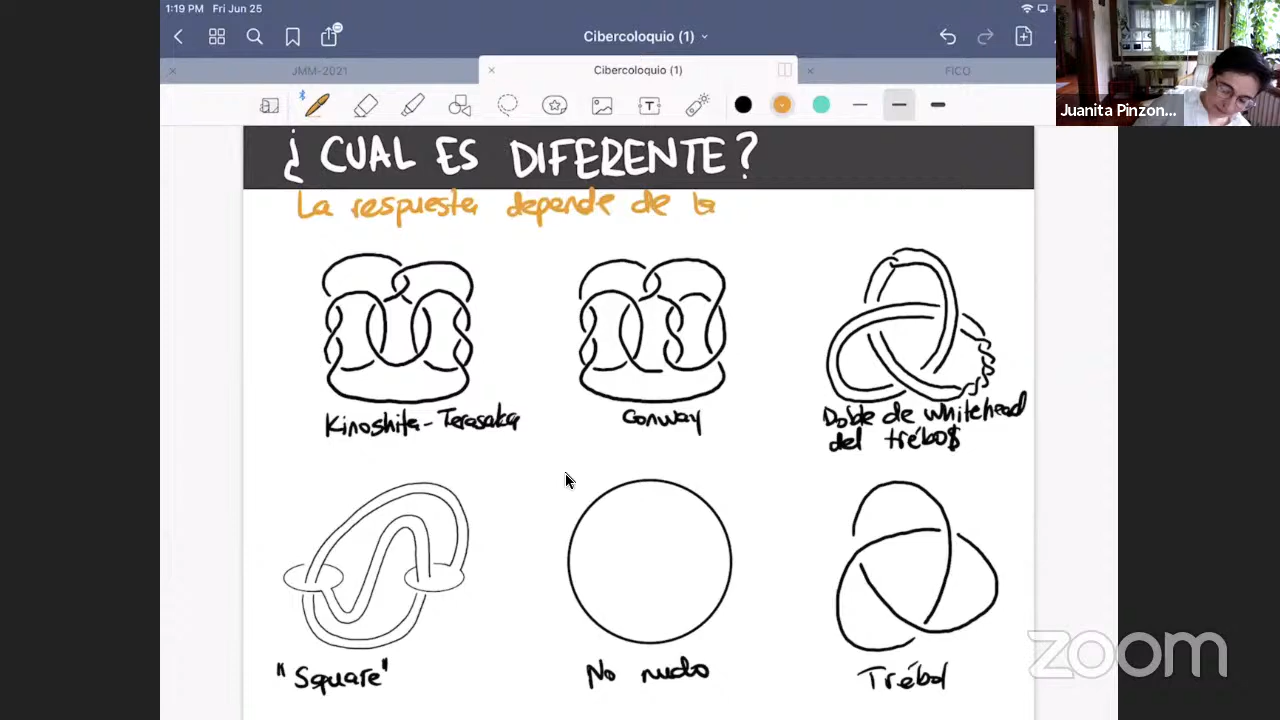 1:19 PM Fri Jun 25
Cibercoloquio (1)
JMM-2021
Cibercoloquio (1)
FICO
T
Juanita Pinzon...
¿CUAL ES DIFERENTE?
La respuesta depende de la
Kinoshita-Terasaka
Conway
Doble de Whitehead
del trébol
"Square"
No nudo
Trébol
zoom